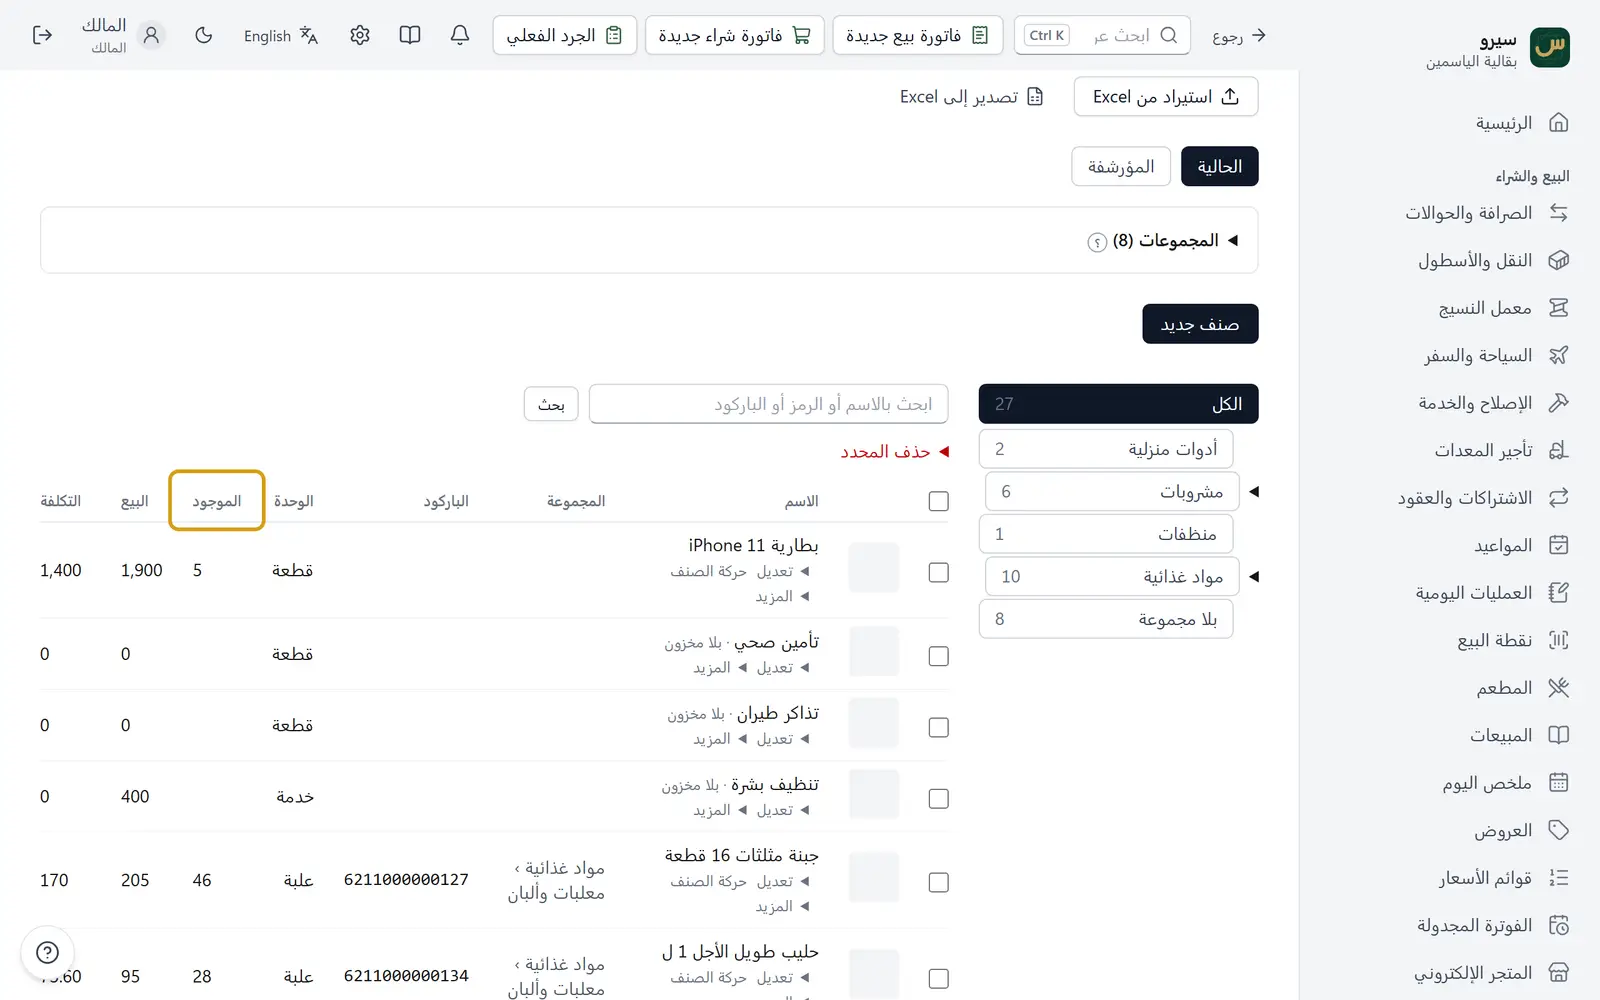 سيرو
بقالية الياسمين
رجوع
ابحث عر
Ctrl K
فاتورة بيع جديدة
فاتورة شراء جديدة
الجرد الفعلي
English
المالك
المالك
الرئيسية
البيع والشراء
الصرافة والحوالات
النقل والأسطول
معمل النسيج
السياحة والسفر
الإصلاح والخدمة
تأجير المعدات
الاشتراكات والعقود
المواعيد
العمليات اليومية
نقطة البيع
المطعم
المبيعات
ملخص اليوم
العروض
قوائم الأسعار
الفوترة المجدولة
المتجر الإلكتروني
استيراد من Excel
تصدير إلى Excel
الحالية
المؤرشفة
المجموعات (8) ؟
صنف جديد
الكل 27
أدوات منزلية 2
مشروبات 6
منظفات 1
مواد غذائية 10
بلا مجموعة 8
ابحث بالاسم أو الرمز أو الباركود
بحث
حذف المحدد
الاسم المجموعة الباركود الوحدة الموجود البيع التكلفة
بطارية iPhone 11 قطعة 5 1,900 1,400
تعديل حركة الصنف
المزيد
تأمين صحي · بلا مخزون قطعة 0 0
تعديل المزيد
تذاكر طيران · بلا مخزون قطعة 0 0
تعديل المزيد
تنظيف بشرة · بلا مخزون خدمة 400 0
تعديل المزيد
جبنة مثلثات 16 قطعة مواد غذائية › معلبات وألبان 6211000000127 علبة 46 205 170
تعديل حركة الصنف
المزيد
حليب طويل الأجل 1 ل مواد غذائية › معلبات وألبان 6211000000134 علبة 28 95
تعديل حركة الصنف